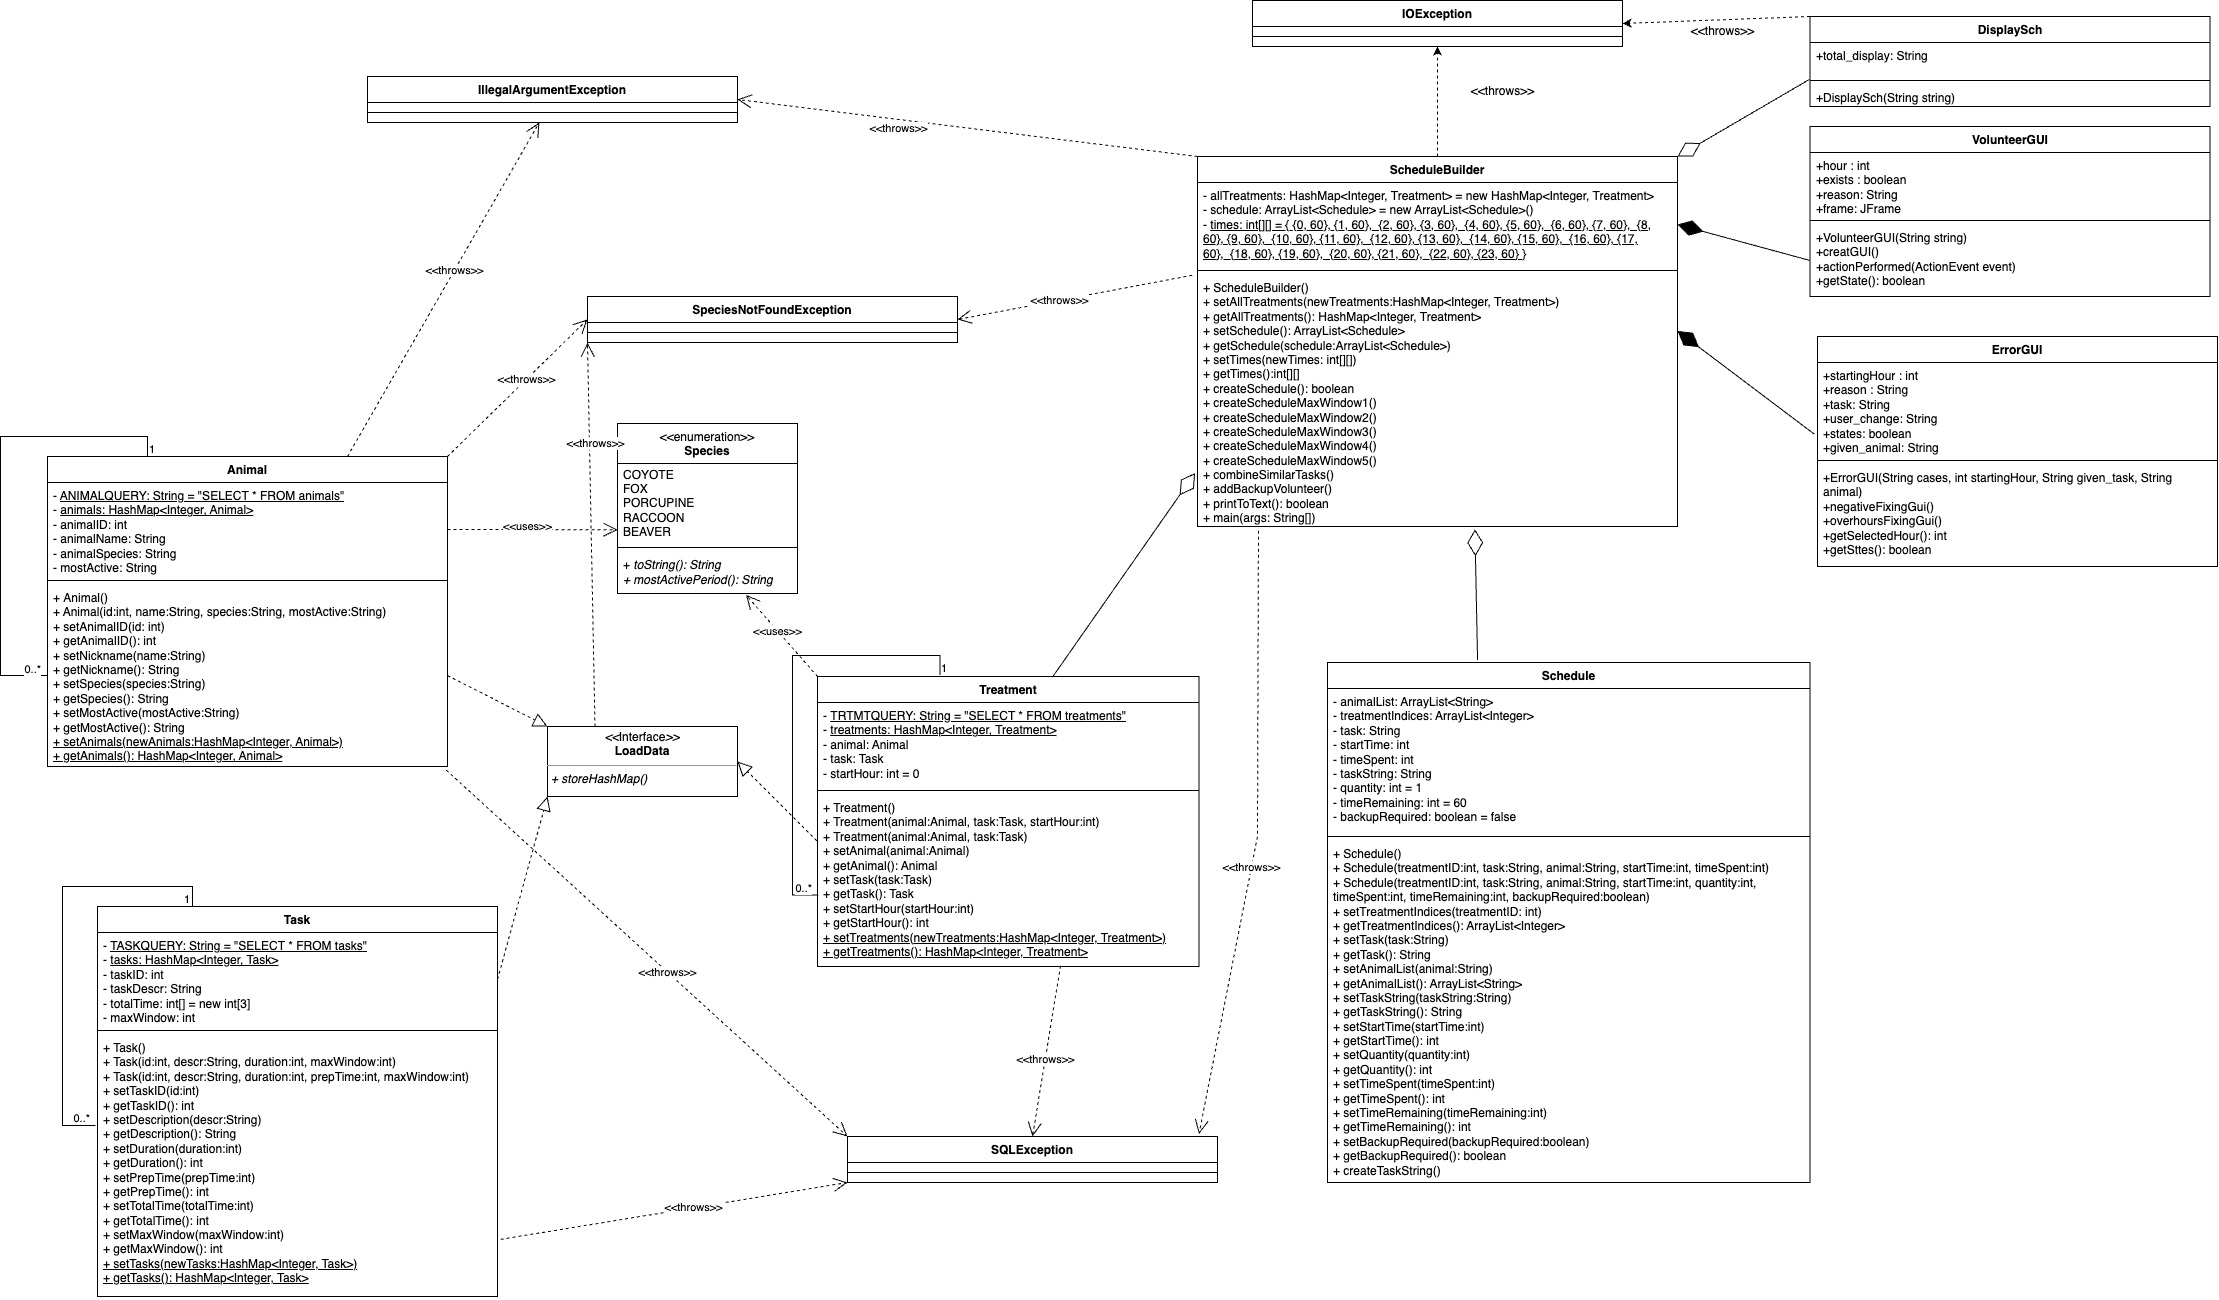 IOException
<<throws>>
DisplaySch
+total_display: String
+DisplaySch(String string)
IllegalArgumentException
<<throws>>
<<throws>>
VolunteerGUI
+hour : int
+exists : boolean
+reason: String
+frame: JFrame
+VolunteerGUI(String string)
+creatGUI()
+actionPerformed(ActionEvent event)
+getState(): boolean
ScheduleBuilder
- allTreatments: HashMap<Integer, Treatment> = new HashMap<Integer, Treatment>
- schedule: ArrayList<Schedule> = new ArrayList<Schedule>()
- times: int[][] = { {0, 60}, {1, 60}, {2, 60}, {3, 60}, {4, 60}, {5, 60}, {6, 60}, {7, 60}, {8,
60}, {9, 60}, {10, 60}, {11, 60}, {12, 60}, {13, 60}, {14, 60}, {15, 60}, {16, 60}, {17,
60}, {18, 60}, {19, 60}, {20, 60}, {21, 60}, {22, 60}, {23, 60} }
+ ScheduleBuilder()
+ setAllTreatments(newTreatments:HashMap<Integer, Treatment>)
+ getAllTreatments(): HashMap<Integer, Treatment>
+ setSchedule(): ArrayList<Schedule>
+ getSchedule(schedule:ArrayList<Schedule>)
+ setTimes(newTimes: int[][])
+ getTimes():int[][]
+ createSchedule(): boolean
+ createScheduleMaxWindow1()
+ createScheduleMaxWindow2()
+ createScheduleMaxWindow3()
+ createScheduleMaxWindow4()
+ createScheduleMaxWindow5()
+ combineSimilarTasks()
+ addBackupVolunteer()
+ printToText(): boolean
+ main(args: String[])
<<throws>>
SpeciesNotFoundException
<<throws>>
<<throws>>
ErrorGUI
+startingHour : int
+reason : String
+task: String
+user_change: String
+states: boolean
+given_animal: String
+ErrorGUI(String cases, int startingHour, String given_task, String
animal)
+negativeFixingGui()
+overhoursFixingGui()
+getSelectedHour(): int
+getSttes(): boolean
<<throws>>
<<enumeration>>
Species
COYOTE
FOX
PORCUPINE
RACCOON
BEAVER
+ toString(): String
+ mostActivePeriod(): String
1
Animal
- ANIMALQUERY: String = "SELECT * FROM animals"
- animals: HashMap<Integer, Animal>
- animalID: int
- animalName: String
- animalSpecies: String
- mostActive: String
+ Animal()
+ Animal(id:int, name:String, species:String, mostActive:String)
+ setAnimalID(id: int)
+ getAnimalID(): int
+ setNickname(name:String)
+ getNickname(): String
+ setSpecies(species:String)
+ getSpecies(): String
+ setMostActive(mostActive:String)
+ getMostActive(): String
+ setAnimals(newAnimals:HashMap<Integer, Animal>)
+ getAnimals(): HashMap<Integer, Animal>
0..*
<<uses>>
<<uses>>
1
Treatment
- TRTMTQUERY: String = "SELECT * FROM treatments"
- treatments: HashMap<Integer, Treatment>
- animal: Animal
- task: Task
- startHour: int = 0
+ Treatment()
+ Treatment(animal:Animal, task:Task, startHour:int)
+ Treatment(animal:Animal, task:Task)
+ setAnimal(animal:Animal)
+ getAnimal(): Animal
+ setTask(task:Task)
+ getTask(): Task
+ setStartHour(startHour:int)
+ getStartHour(): int
+ setTreatments(newTreatments:HashMap<Integer, Treatment>)
+ getTreatments(): HashMap<Integer, Treatment>
0..*
<<Interface>>
LoadData
+ storeHashMap()
Schedule
- animalList: ArrayList<String>
- treatmentIndices: ArrayList<Integer>
- task: String
- startTime: int
- timeSpent: int
- taskString: String
- quantity: int = 1
- timeRemaining: int = 60
- backupRequired: boolean = false
+ Schedule()
+ Schedule(treatmentID:int, task:String, animal:String, startTime:int, timeSpent:int)
+ Schedule(treatmentID:int, task:String, animal:String, startTime:int, quantity:int,
timeSpent:int, timeRemaining:int, backupRequired:boolean)
+ setTreatmentIndices(treatmentID: int)
+ getTreatmentIndices(): ArrayList<Integer>
+ setTask(task:String)
+ getTask(): String
+ setAnimalList(animal:String)
+ getAnimalList(): ArrayList<String>
+ setTaskString(taskString:String)
+ getTaskString(): String
+ setStartTime(startTime:int)
+ getStartTime(): int
+ setQuantity(quantity:int)
+ getQuantity(): int
+ setTimeSpent(timeSpent:int)
+ getTimeSpent(): int
+ setTimeRemaining(timeRemaining:int)
+ getTimeRemaining(): int
+ setBackupRequired(backupRequired:boolean)
+ getBackupRequired(): boolean
+ createTaskString()
<<throws>>
1
Task
- TASKQUERY: String = "SELECT * FROM tasks"
- tasks: HashMap<Integer, Task>
- taskID: int
- taskDescr: String
- totalTime: int[] = new int[3]
- maxWindow: int
+ Task()
+ Task(id:int, descr:String, duration:int, maxWindow:int)
+ Task(id:int, descr:String, duration:int, prepTime:int, maxWindow:int)
+ setTaskID(id:int)
+ getTaskID(): int
+ setDescription(descr:String)
+ getDescription(): String
+ setDuration(duration:int)
+ getDuration(): int
+ setPrepTime(prepTime:int)
+ getPrepTime(): int
+ setTotalTime(totalTime:int)
+ getTotalTime(): int
+ setMaxWindow(maxWindow:int)
+ getMaxWindow(): int
+ setTasks(newTasks:HashMap<Integer, Task>)
+ getTasks(): HashMap<Integer, Task>
0..*
<<throws>>
<<throws>>
SQLException
<<throws>>